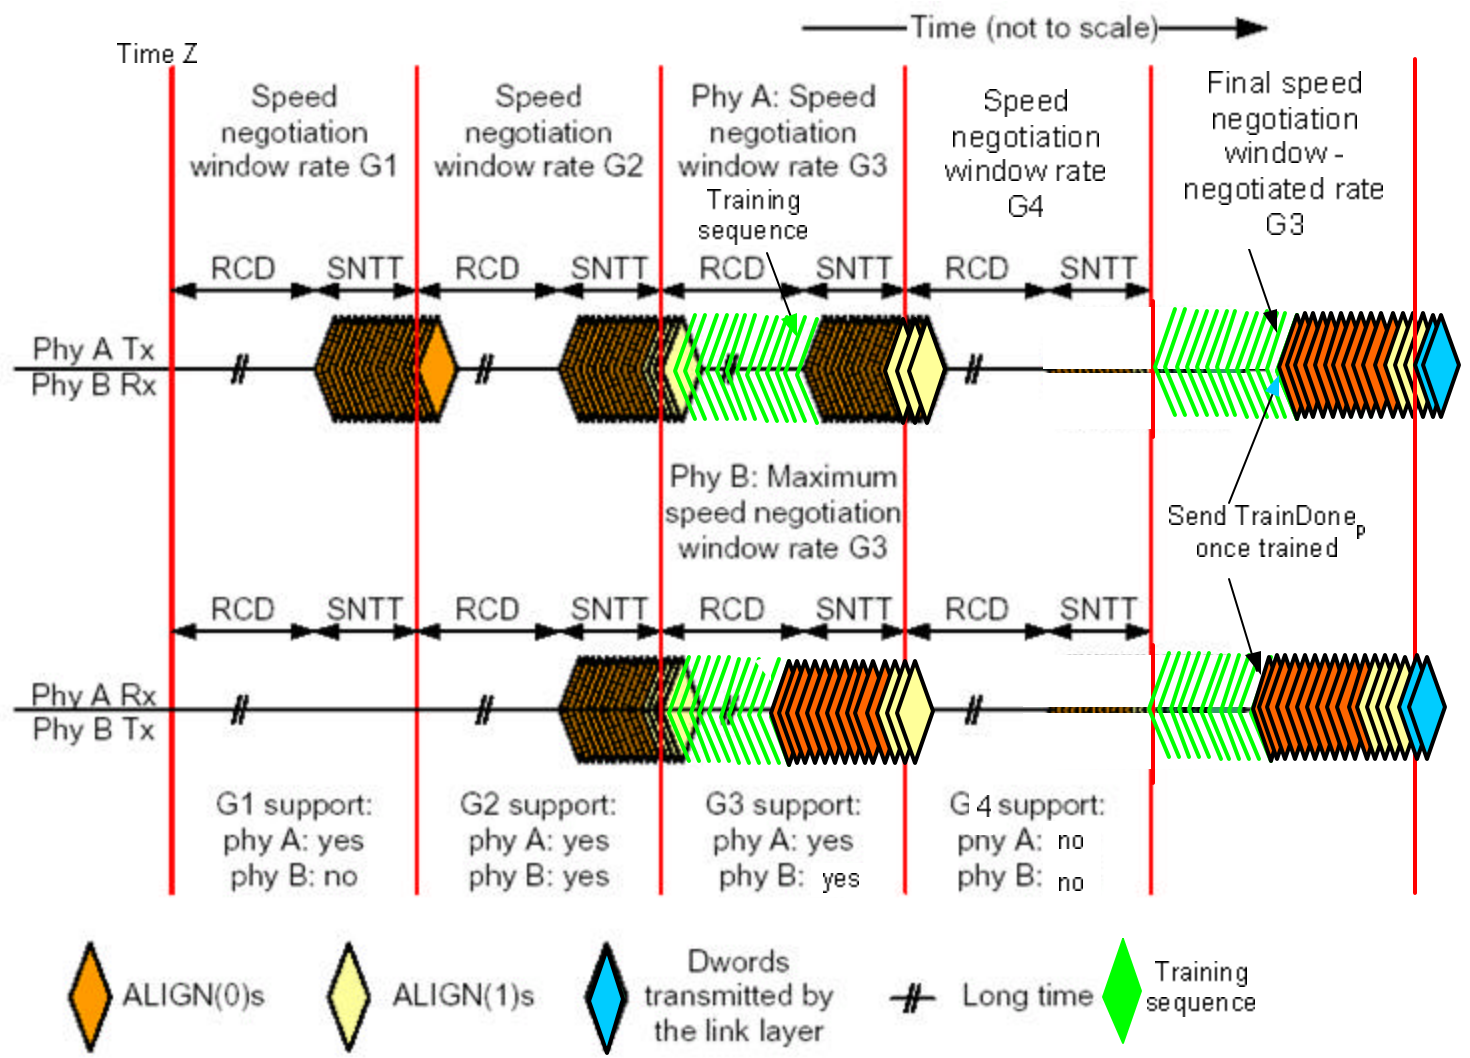 Time (not to scale)
Time Z
Speed
negotiation
window rate G1
Speed
negotiation
window rate G2
Phy A: Speed
negotiation
window rate G3
Training
sequence
Speed
negotiation
window rate
G4
Final speed
negotiation
window -
negotiated rate
G3
RCD SNTT RCD SNTT RCD SNTT RCD SNTT
Phy A Tx
Phy B Rx
Phy B: Maximum
speed negotiation
window rate G3
Send TrainDonep
once trained
RCD SNTT RCD SNTT RCD SNTT RCD SNTT
Phy A Rx
Phy B Tx
G1 support:
phy A: yes
phy B: no
G2 support:
phy A: yes
phy B: yes
G3 support:
phy A: yes
phy B: yes
G4 support:
pny A: no
phy B: no
ALIGN(0)s
ALIGN(1)s
Dwords
transmitted by
the link layer
Long time
Training
sequence